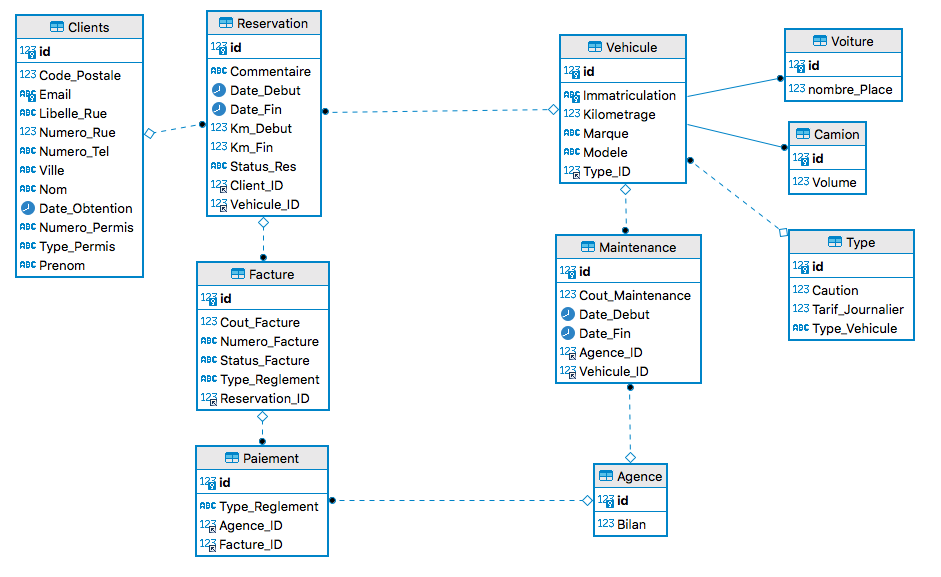 Clients
123 id
123 Code_Postale
ABC Email
ABC Libelle_Rue
123 Numero_Rue
ABC Numero_Tel
ABC Ville
ABC Nom
Date_Obtention
ABC Numero_Permis
ABC Type_Permis
ABC Prenom
Reservation
123 id
ABC Commentaire
Date_Debut
Date_Fin
123 Km_Debut
123 Km_Fin
ABC Status_Res
123 Client_ID
123 Vehicule_ID
Vehicule
123 id
ABC Immatriculation
123 Kilometrage
ABC Marque
ABC Modele
123 Type_ID
Voiture
123 id
123 nombre_Place
Camion
123 id
123 Volume
Type
123 id
123 Caution
123 Tarif_Journalier
ABC Type_Vehicule
Facture
123 id
123 Cout_Facture
ABC Numero_Facture
ABC Status_Facture
ABC Type_Reglement
123 Reservation_ID
Maintenance
123 id
123 Cout_Maintenance
Date_Debut
Date_Fin
123 Agence_ID
123 Vehicule_ID
Paiement
123 id
ABC Type_Reglement
123 Agence_ID
123 Facture_ID
Agence
123 id
123 Bilan